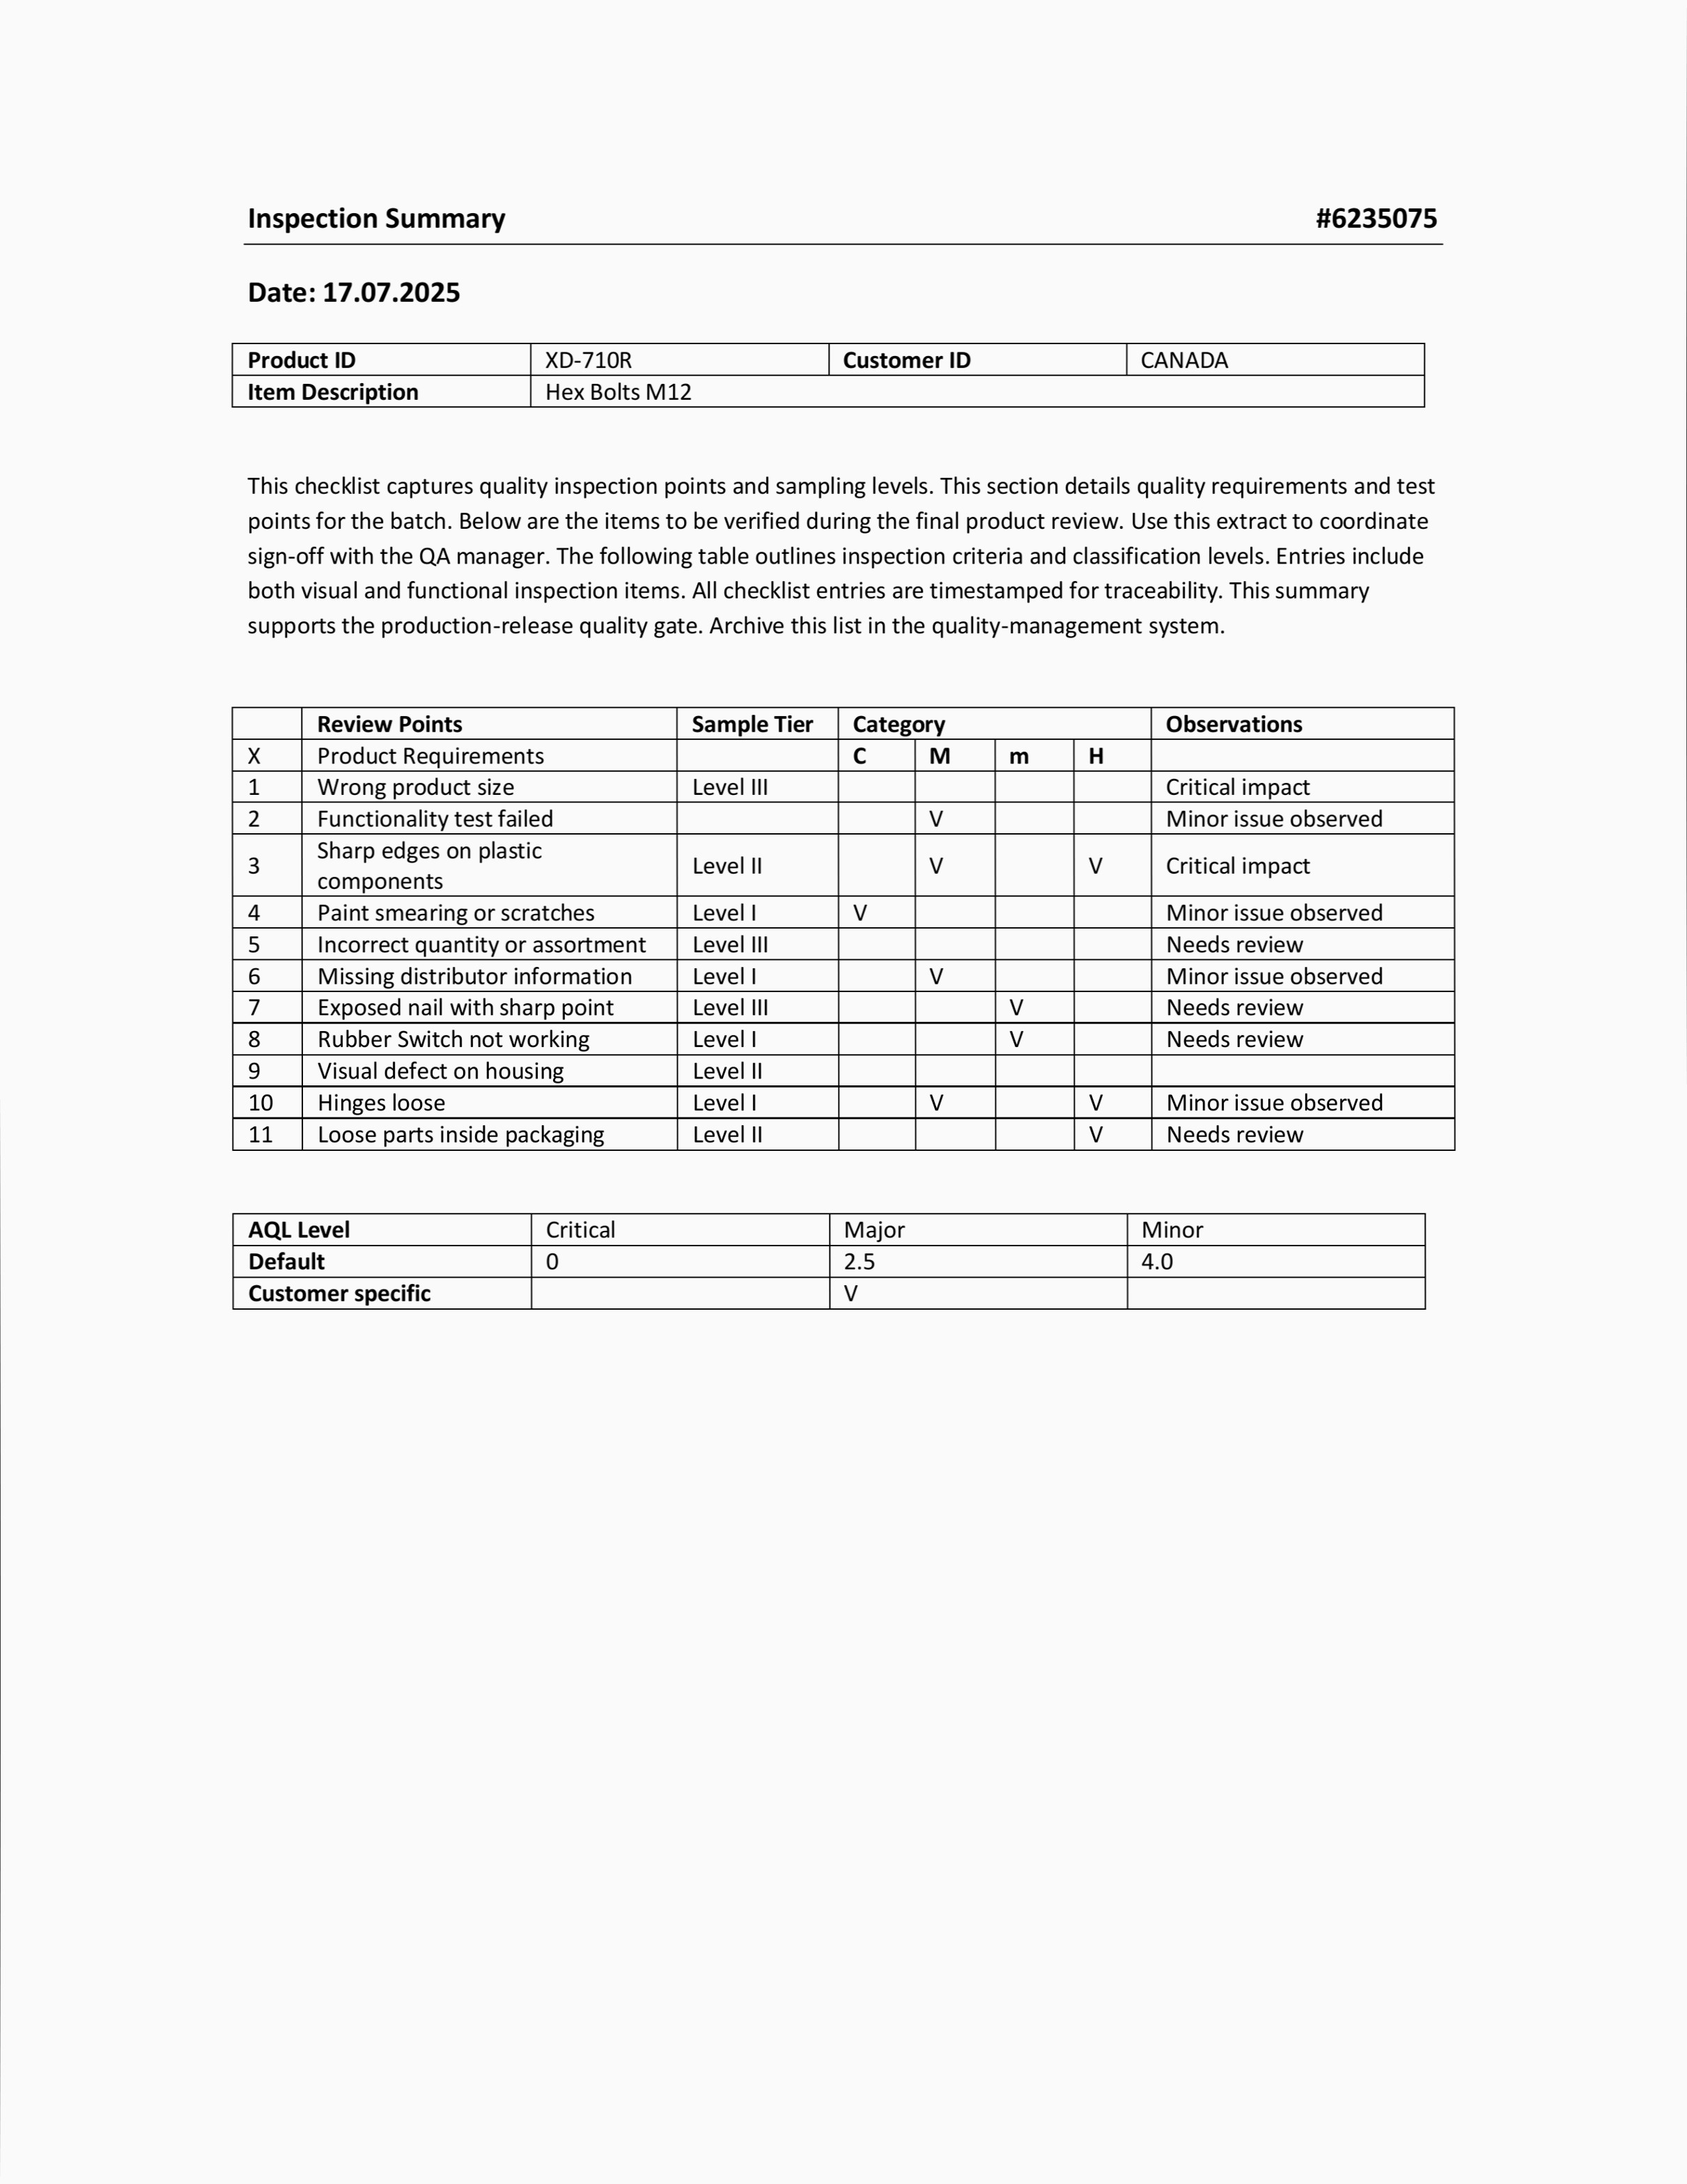 Inspection Summary #6235075
Date: 17.07.2025
Product ID XD-710R Customer ID CANADA
Item Description Hex Bolts M12
This checklist captures quality inspection points and sampling levels. This section details quality requirements and test
points for the batch. Below are the items to be verified during the final product review. Use this extract to coordinate
sign-off with the QA manager. The following table outlines inspection criteria and classification levels. Entries include
both visual and functional inspection items. All checklist entries are timestamped for traceability. This summary
supports the production-release quality gate. Archive this list in the quality-management system.
Review Points Sample Tier Category Observations
X Product Requirements C M m H
1 Wrong product size Level III Critical impact
2 Functionality test failed V Minor issue observed
3 Sharp edges on plastic
components Level II V V Critical impact
4 Paint smearing or scratches Level I V Minor issue observed
5 Incorrect quantity or assortment Level III Needs review
6 Missing distributor information Level I V Minor issue observed
7 Exposed nail with sharp point Level III V Needs review
8 Rubber Switch not working Level I V Needs review
9 Visual defect on housing Level II
10 Hinges loose Level I V V Minor issue observed
11 Loose parts inside packaging Level II V Needs review
AQL Level Critical Major Minor
Default 0 2.5 4.0
Customer specific V